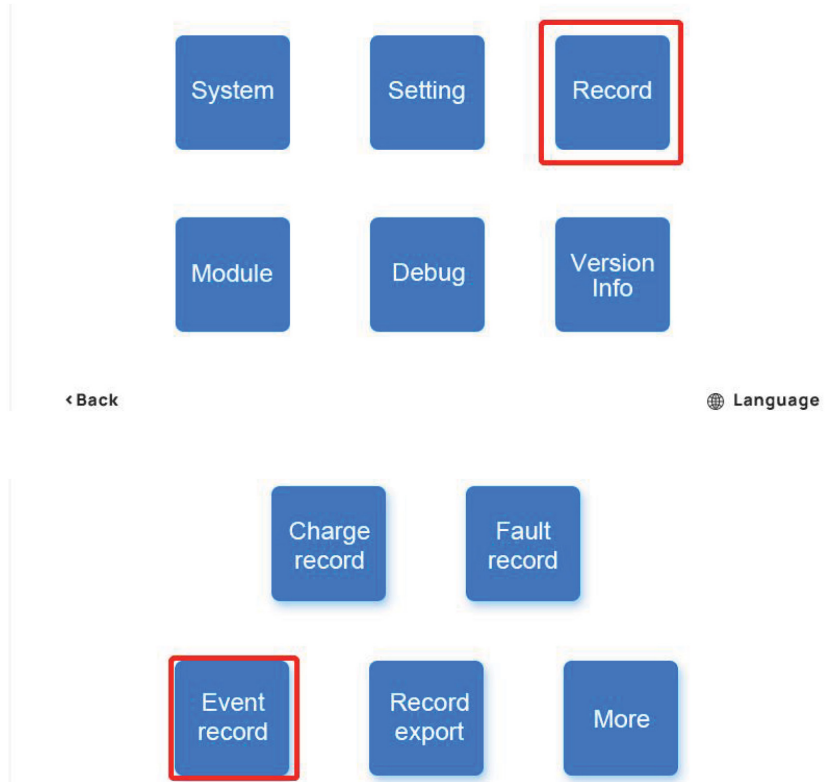 System
Setting
Record
Module
Debug
Version
Info
<Back
Language
Charge
record
Fault
record
Event
record
Record
export
More